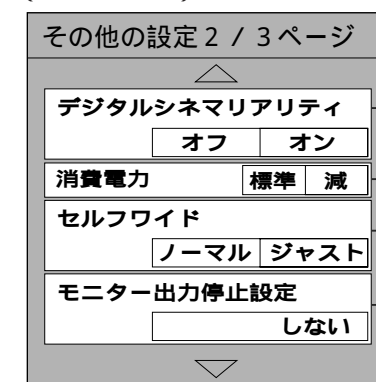 その他の設定２／３ページ
デジタルシネマリアリティ
オフ オン
消費電力 標準 減
セルフワイド
ノーマル ジャスト
モニター出力停止設定
しない